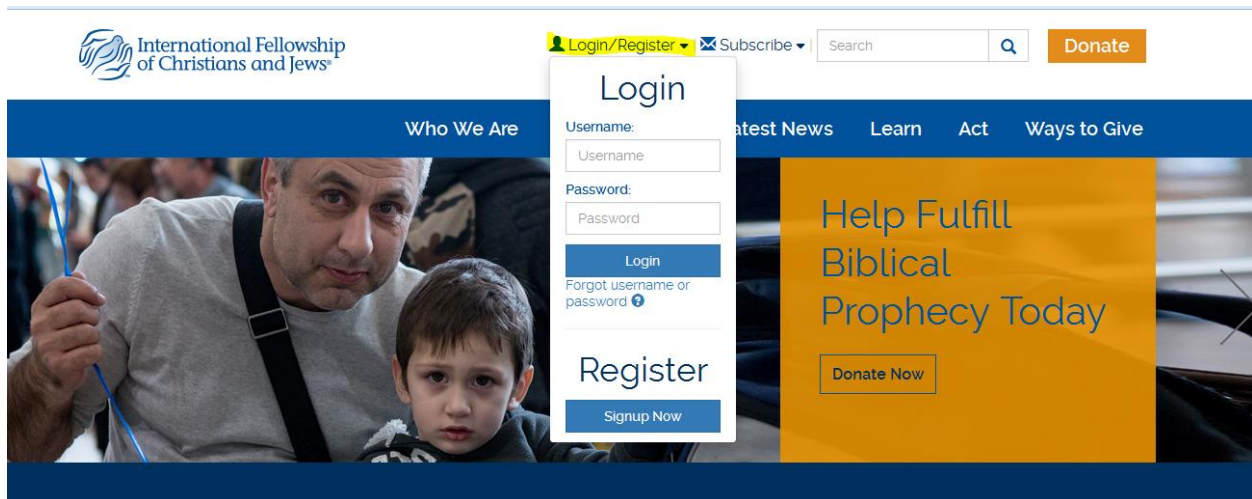 International Fellowship
of Christians and Jews®
Login/Register
Subscribe
Search
Donate
Login
Username:
Username
Password:
Password
Login
Forgot username or
password
Register
Signup Now
Who We Are
News
Learn
Act
Ways to Give
Help Fulfill
Biblical
Prophecy Today
Donate Now